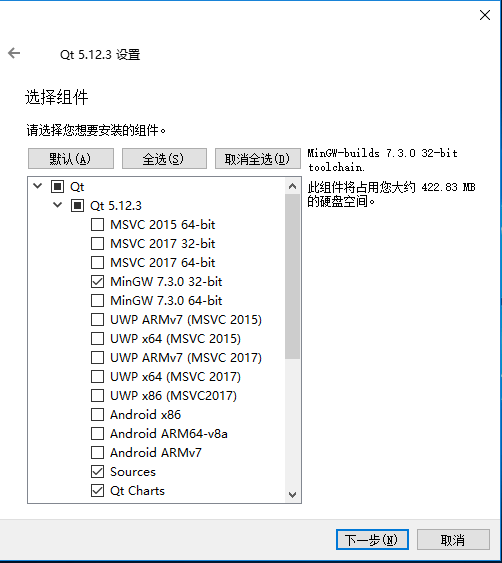 Qt 5.12.3 设置
选择组件
请选择您想要安装的组件。
默认(A) 全选(S) 取消全选(D)
Qt
Qt 5.12.3
MSVC 2015 64-bit
MSVC 2017 32-bit
MSVC 2017 64-bit
MinGW 7.3.0 32-bit
MinGW 7.3.0 64-bit
UWP ARMv7 (MSVC 2015)
UWP x64 (MSVC 2015)
UWP ARMv7 (MSVC 2017)
UWP x64 (MSVC 2017)
UWP x86 (MSVC2017)
Android x86
Android ARM64-v8a
Android ARMv7
Sources
Qt Charts
MinGW-builds 7.3.0 32-bit
toolchain.
此组件将占用您大约 422.83 MB
的硬盘空间。
下一步(N) 取消